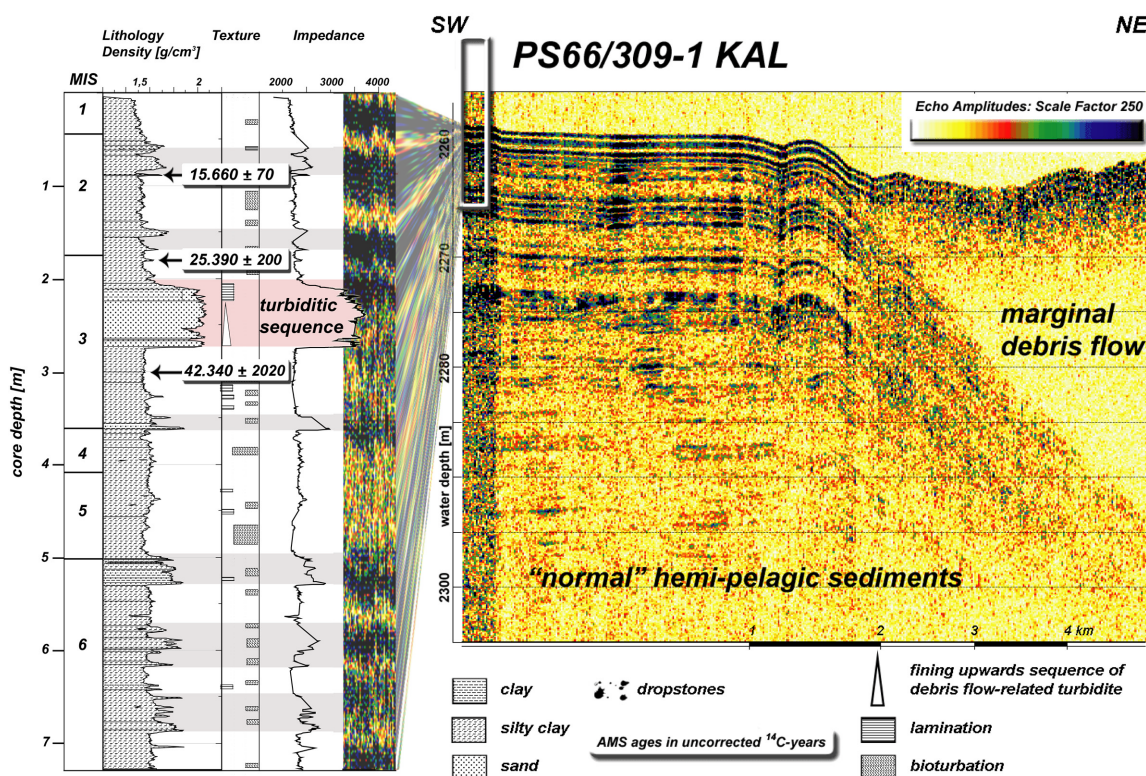 SW
NE
PS66/309-1 KAL
Lithology
Density [g/cm³]
Texture
Impedance
MIS
1,5
2
2000
3000
4000
Echo Amplitudes: Scale Factor 250
1
2
3
4
5
6
core depth [m]
1
2
3
4
5
6
7
15.660 ± 70
25.390 ± 200
turbiditic
sequence
42.340 ± 2020
2260
2270
2280
water depth [m]
2300
marginal
debris flow
“normal” hemi-pelagic sediments
1
2
3
4 km
clay
silty clay
sand
dropstones
AMS ages in uncorrected ¹⁴C-years
fining upwards sequence of
debris flow-related turbidite
lamination
bioturbation